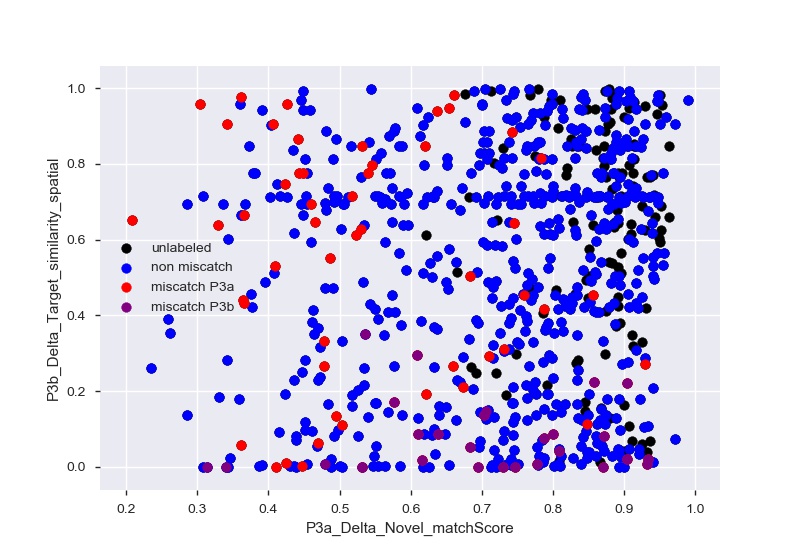 1.0
0.8
0.6
0.4
0.2
0.0
P3b_Delta_Target_similarity_spatial
unlabeled
non miscatch
miscatch P3a
miscatch P3b
0.2 0.3 0.4 0.5 0.6 0.7 0.8 0.9 1.0
P3a_Delta_Novel_matchScore